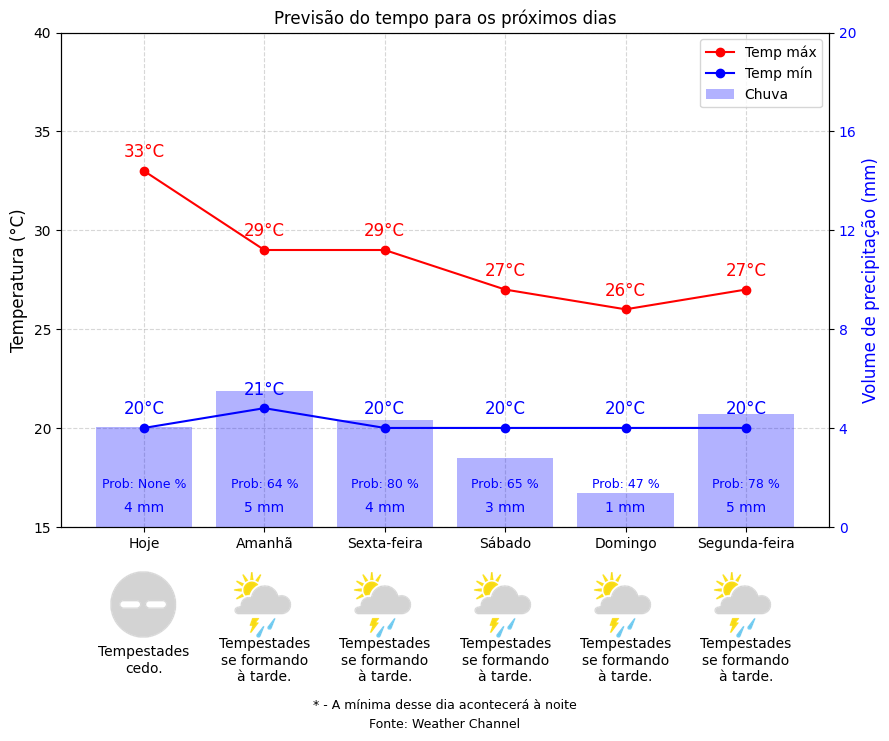 Previsão do tempo para os próximos dias
40
35
30
25
20
15
Temperatura (°C)
20
16
12
8
4
0
Volume de precipitação (mm)
Temp máx
Temp mín
Chuva
33°C
29°C
29°C
27°C
26°C
27°C
20°C
21°C
20°C
20°C
20°C
20°C
Prob: None %
Prob: 64 %
Prob: 80 %
Prob: 65 %
Prob: 47 %
Prob: 78 %
4 mm
5 mm
4 mm
3 mm
1 mm
5 mm
Hoje
Amanhã
Sexta-feira
Sábado
Domingo
Segunda-feira
Tempestades
cedo.
Tempestades
se formando
à tarde.
Tempestades
se formando
à tarde.
Tempestades
se formando
à tarde.
Tempestades
se formando
à tarde.
Tempestades
se formando
à tarde.
* - A mínima desse dia acontecerá à noite
Fonte: Weather Channel